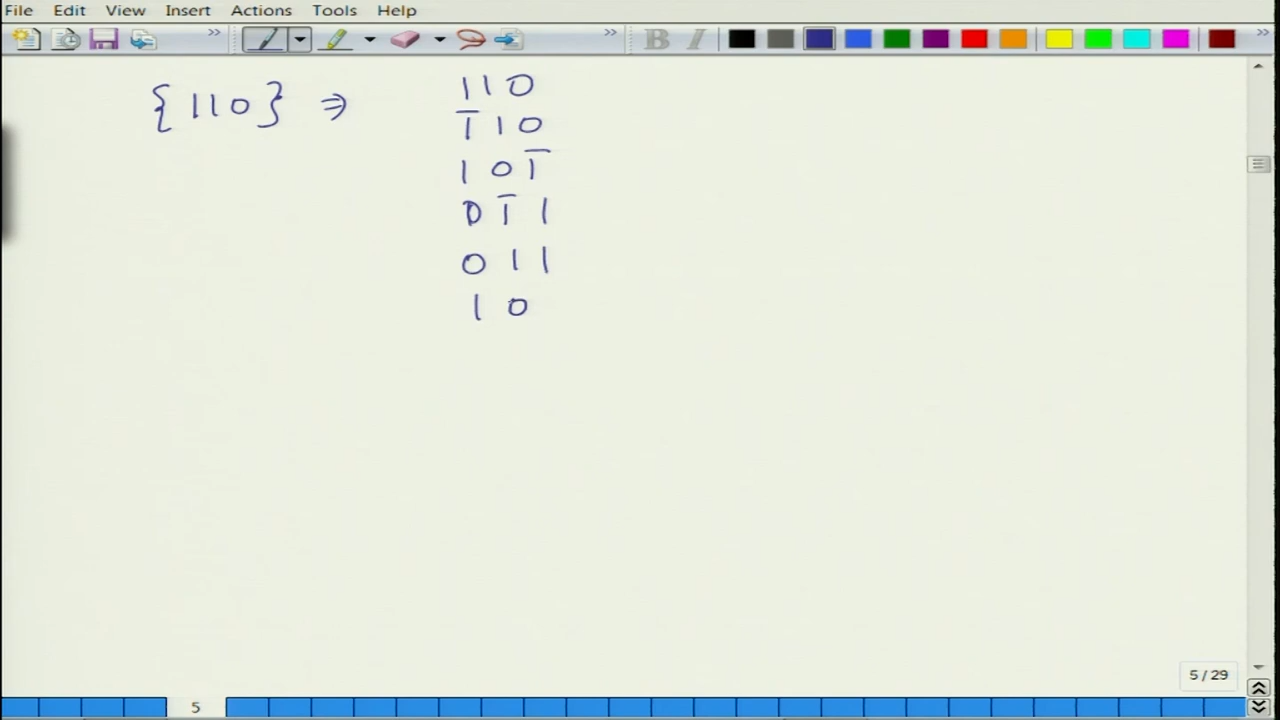 File Edit View Insert Actions Tools Help
{110} ⇒ 110
1̅10
101̅
01̅1
011
10
5 / 29
5